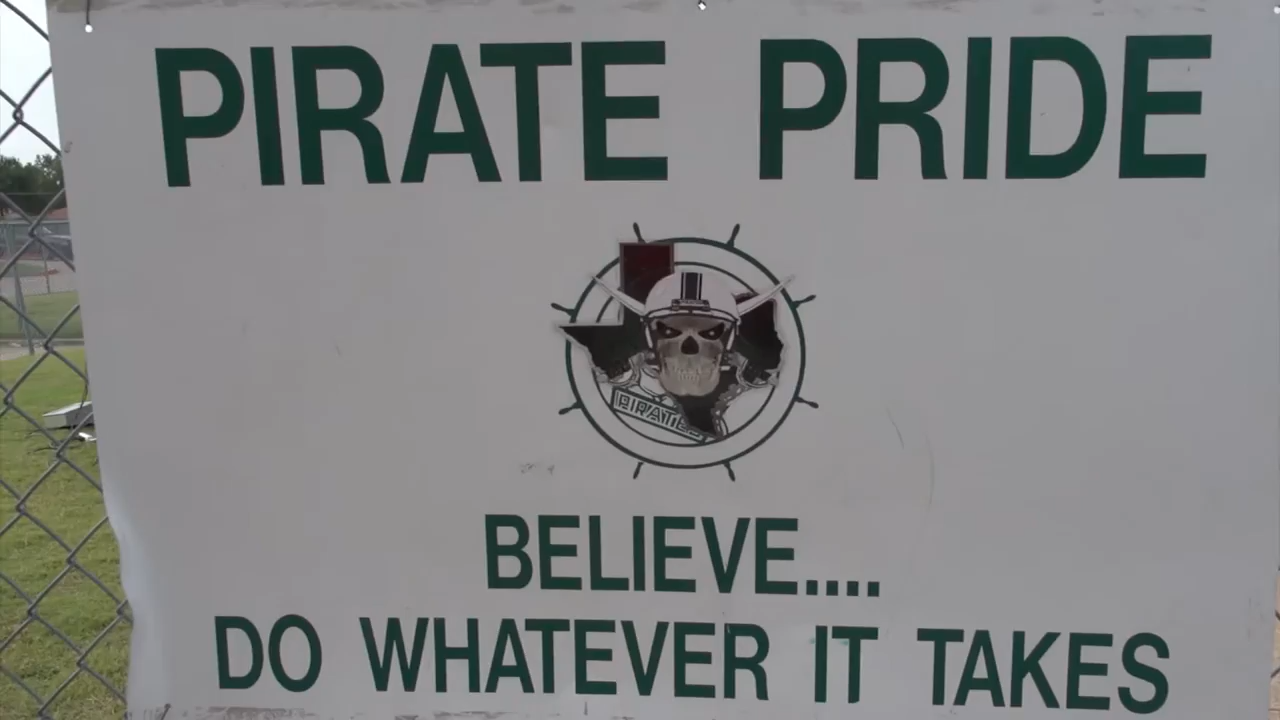 PIRATE PRIDE
PIRATES
BELIEVE....
DO WHATEVER IT TAKES